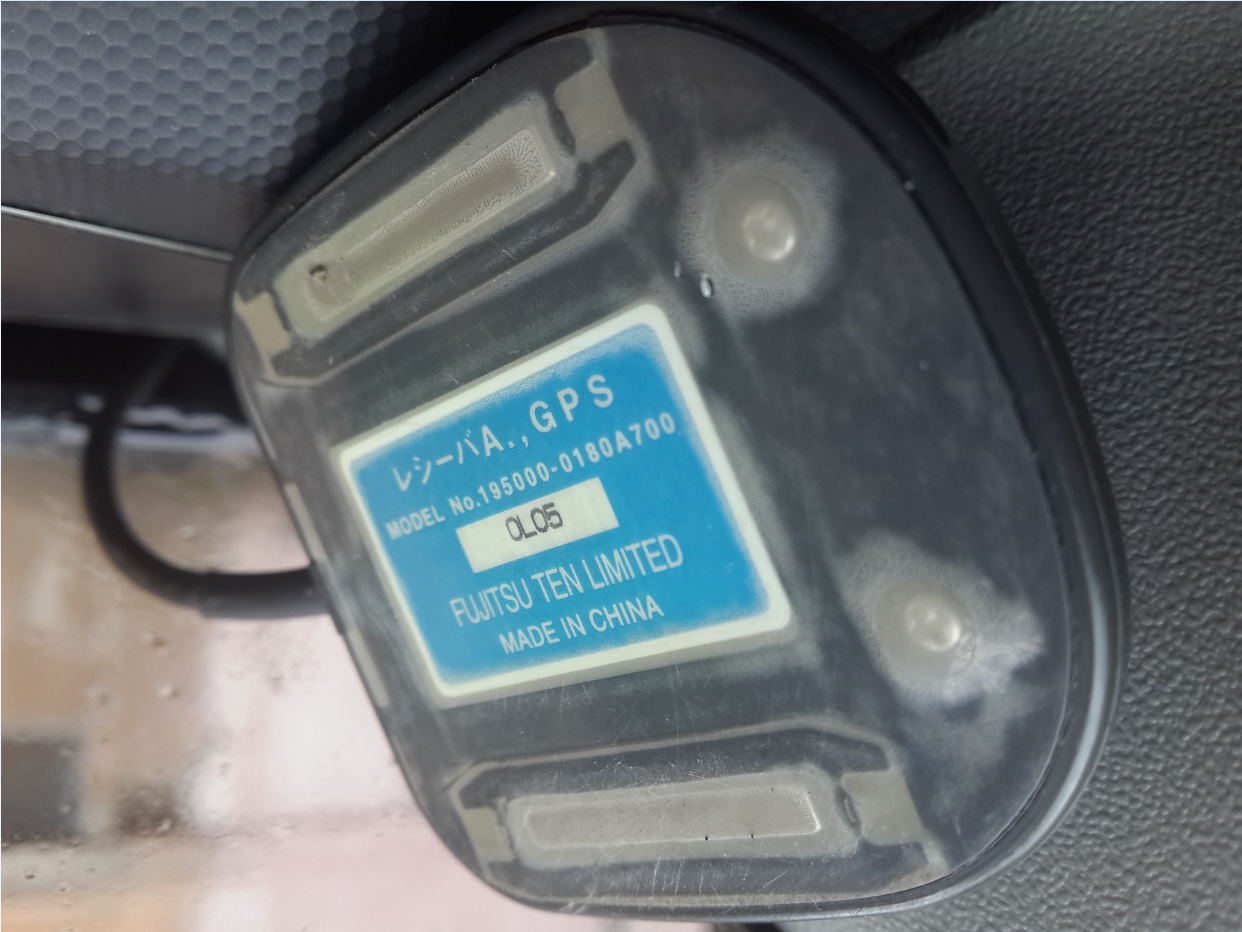 レシーバA.,GPS
MODEL No.195000-0180A700
0L05
FUJITSU TEN LIMITED
MADE IN CHINA